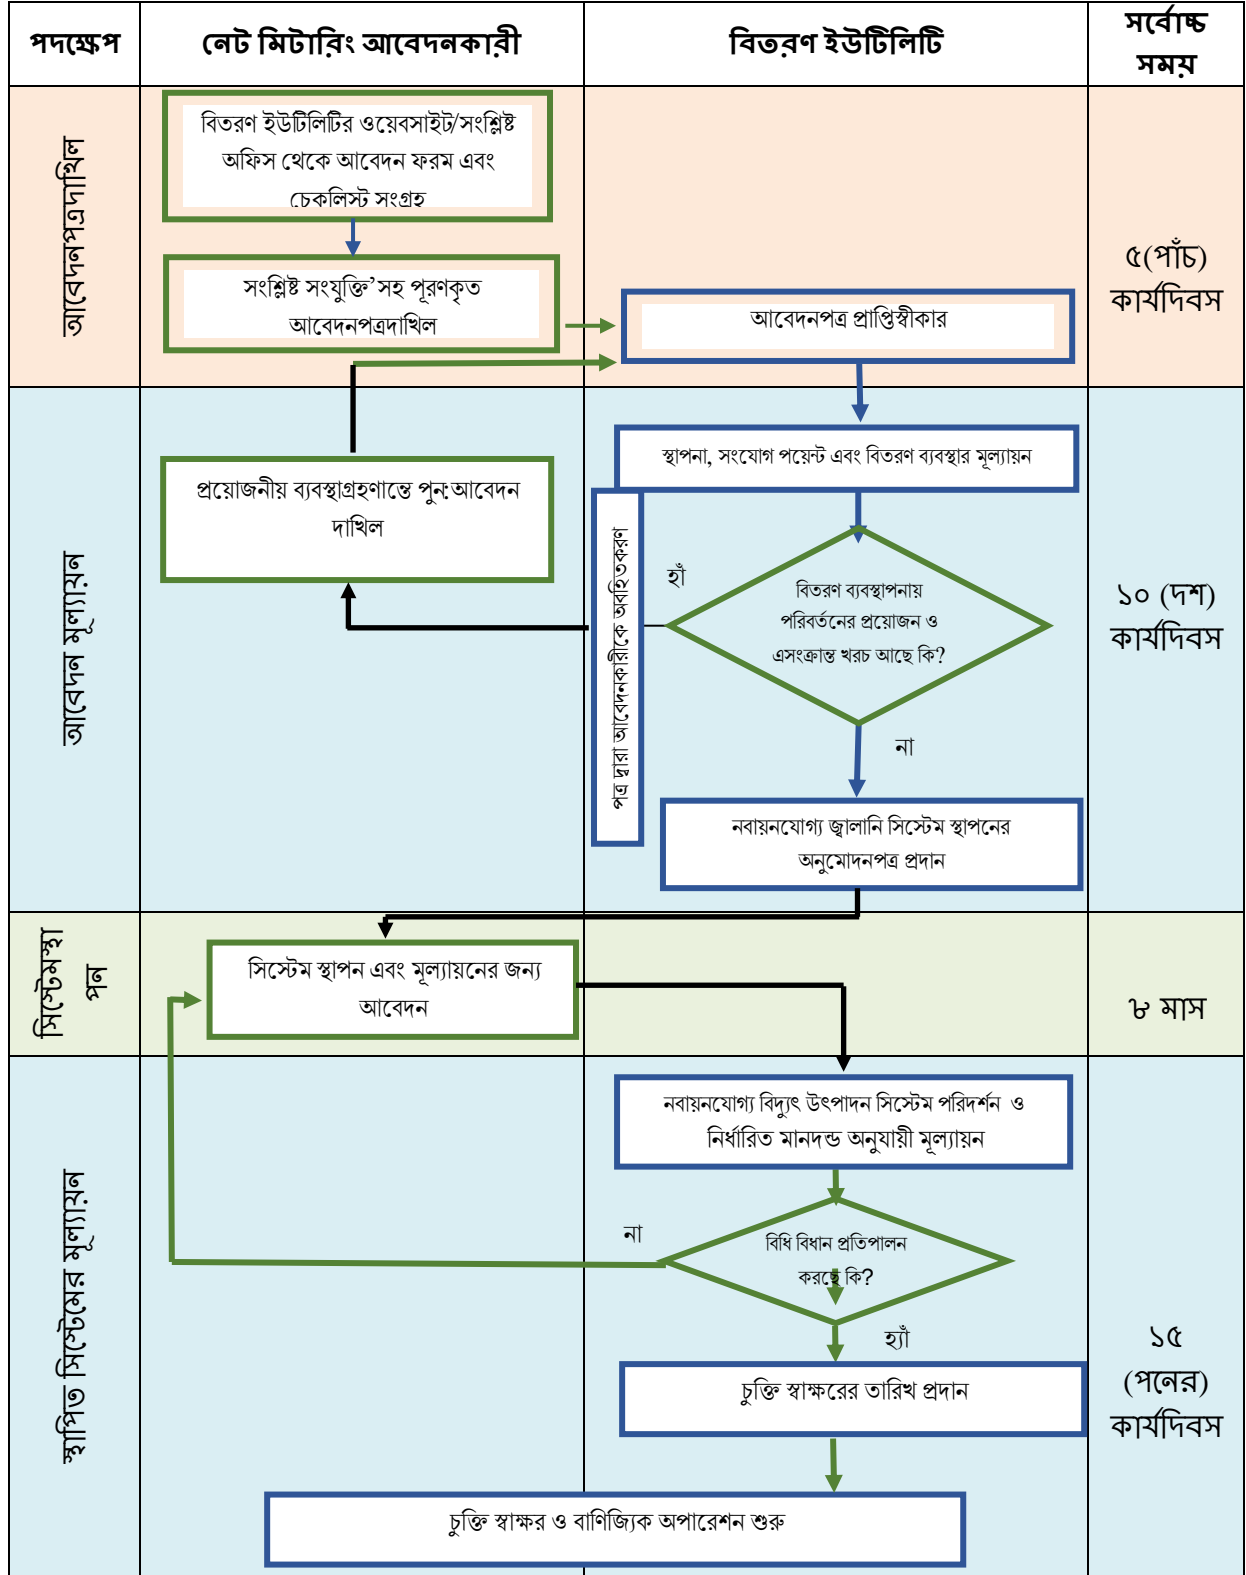 পদক্ষেপ
নেট মিটারিং আবেদনকারী
বিতরণ ইউটিলিটি
সর্বোচ্চ
সময়
আবেদনপত্রদাখিল
বিতরণ ইউটিলিটির ওয়েবসাইট/সংশ্লিষ্ট
অফিস থেকে আবেদন ফরম এবং
চেকলিস্ট সংগ্রহ
সংশ্লিষ্ট সংযুক্তি’সহ পূরণকৃত
আবেদনপত্রদাখিল
আবেদনপত্র প্রাপ্তিস্বীকার
৫(পাঁচ)
কার্যদিবস
আবেদন মূল্যায়ন
স্থাপনা, সংযোগ পয়েন্ট এবং বিতরণ ব্যবস্থার মূল্যায়ন
প্রয়োজনীয় ব্যবস্থাগ্রহণান্তে পুন:আবেদন
দাখিল
পত্র দ্বারা আবেদনকারীকে অবহিতকরণ
হাঁ
বিতরণ ব্যবস্থাপনায়
পরিবর্তনের প্রয়োজন ও
এসংক্রান্ত খরচ আছে কি?
না
নবায়নযোগ্য জ্বালানি সিস্টেম স্থাপনের
অনুমোদনপত্র প্রদান
১০ (দশ)
কার্যদিবস
সিস্টেমস্থা
পন
সিস্টেম স্থাপন এবং মূল্যায়নের জন্য
আবেদন
৮ মাস
স্থাপিত সিস্টেমের মূল্যায়ন
নবায়নযোগ্য বিদ্যুৎ উৎপাদন সিস্টেম পরিদর্শন ও
নির্ধারিত মানদন্ড অনুযায়ী মূল্যায়ন
না
বিধি বিধান প্রতিপালন
করছে কি?
হ্যাঁ
চুক্তি স্বাক্ষরের তারিখ প্রদান
চুক্তি স্বাক্ষর ও বাণিজ্যিক অপারেশন শুরু
১৫
(পনের)
কার্যদিবস